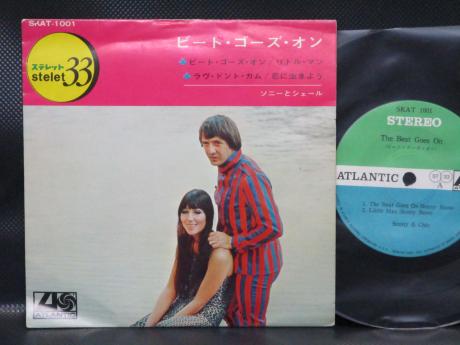 SKAT-1001
ステレット
stelet 33
ビート・ゴーズ・オン
ビート・ゴーズ・オン/リトル・マン
ラヴ・ドント・カム/恋に生きよう
ソニーとシェール
ATLANTIC
SKAT 1001
STEREO
The Beat Goes On
ATLANTIC
A
1. The Beat Goes On
2. Little Man
Sonny & Cher